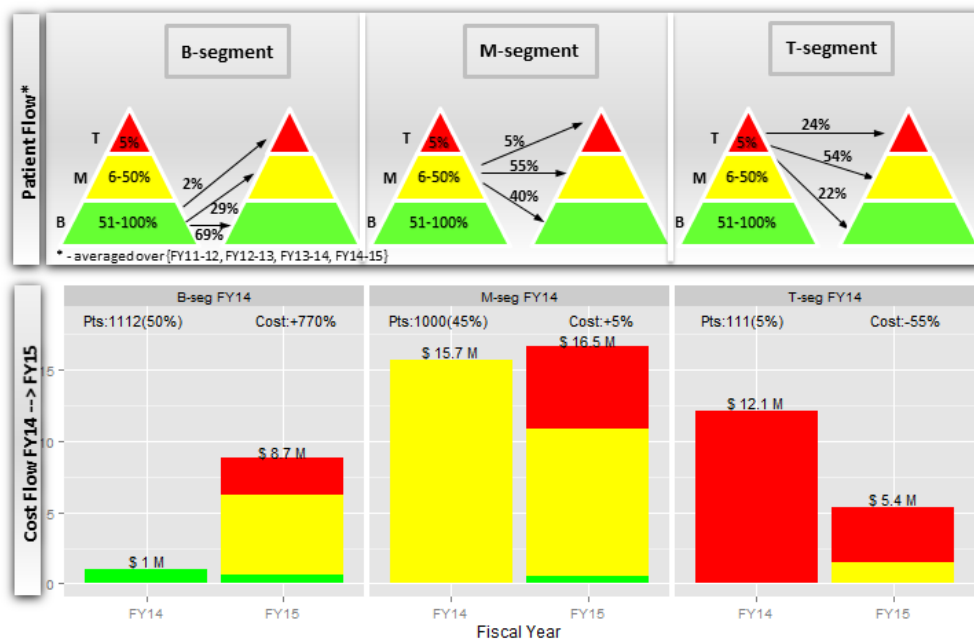 Patient Flow*
B-segment
T
5%
M
6-50%
B
51-100%
2%
29%
69%
* - averaged over {FY11-12, FY12-13, FY13-14, FY14-15}
M-segment
5%
6-50%
51-100%
5%
55%
40%
T-segment
5%
6-50%
51-100%
24%
54%
22%
Cost Flow FY14 --> FY15
B-seg FY14
Pts:1112(50%) Cost:+770%
$ 1 M
$ 8.7 M
M-seg FY14
Pts:1000(45%) Cost:+5%
$ 15.7 M
$ 16.5 M
T-seg FY14
Pts:111(5%) Cost:-55%
$ 12.1 M
$ 5.4 M
15
10
5
0
FY14 FY15 FY14 FY15 FY14 FY15
Fiscal Year